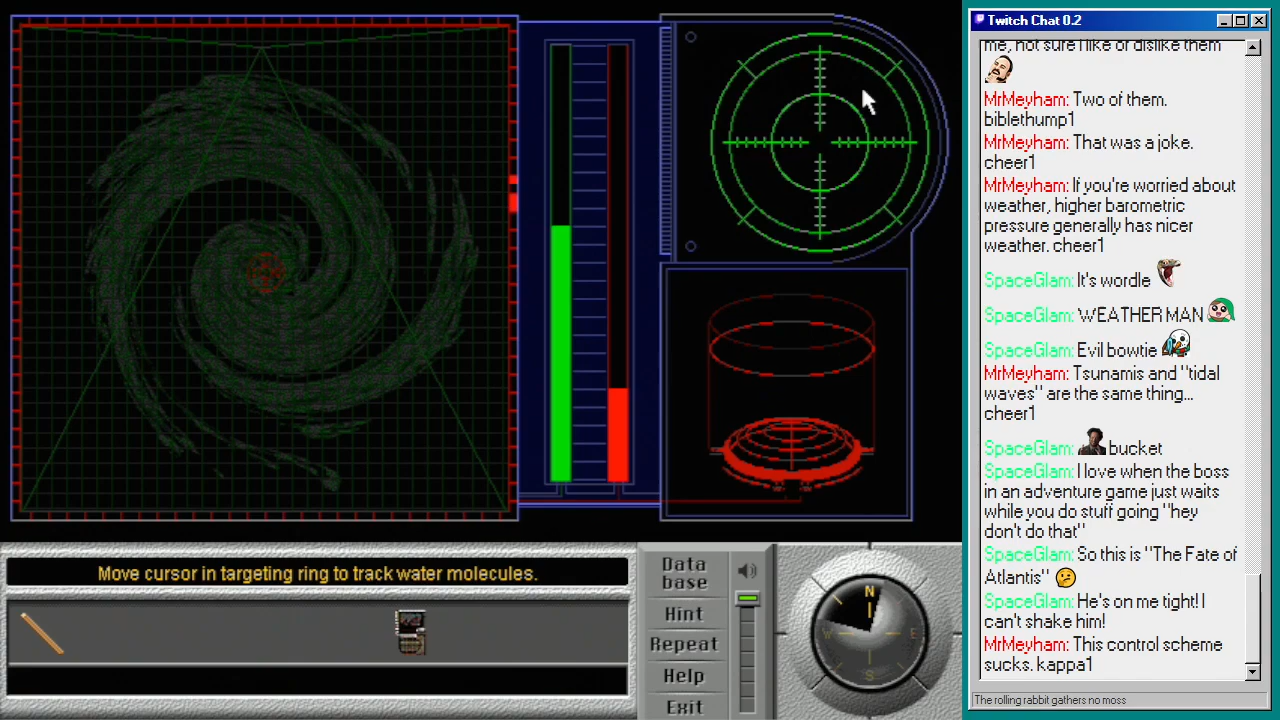 Twitch Chat 0.2
me, not sure I like or dislike them
MrMeyham: Two of them.
biblethump1
MrMeyham: That was a joke.
cheer1
MrMeyham: If you're worried about
weather, higher barometric
pressure generally has nicer
weather. cheer1
SpaceGlam: It's wordle
SpaceGlam: 'WEATHER MAN
SpaceGlam: Evil bowtie
MrMeyham: Tsunamis and "tidal
waves" are the same thing...
cheer1
SpaceGlam: bucket
SpaceGlam: I love when the boss
in an adventure game just waits
while you do stuff going "hey
don't do that"
SpaceGlam: So this is "The Fate of
Atlantis"
SpaceGlam: He's on me tight! I
can't shake him!
MrMeyham: This control scheme
sucks. kappa1
The rolling rabbit gathers no moss
Move cursor in targeting ring to track water molecules.
Data
base
Hint
Repeat
Help
Exit
N
E
S